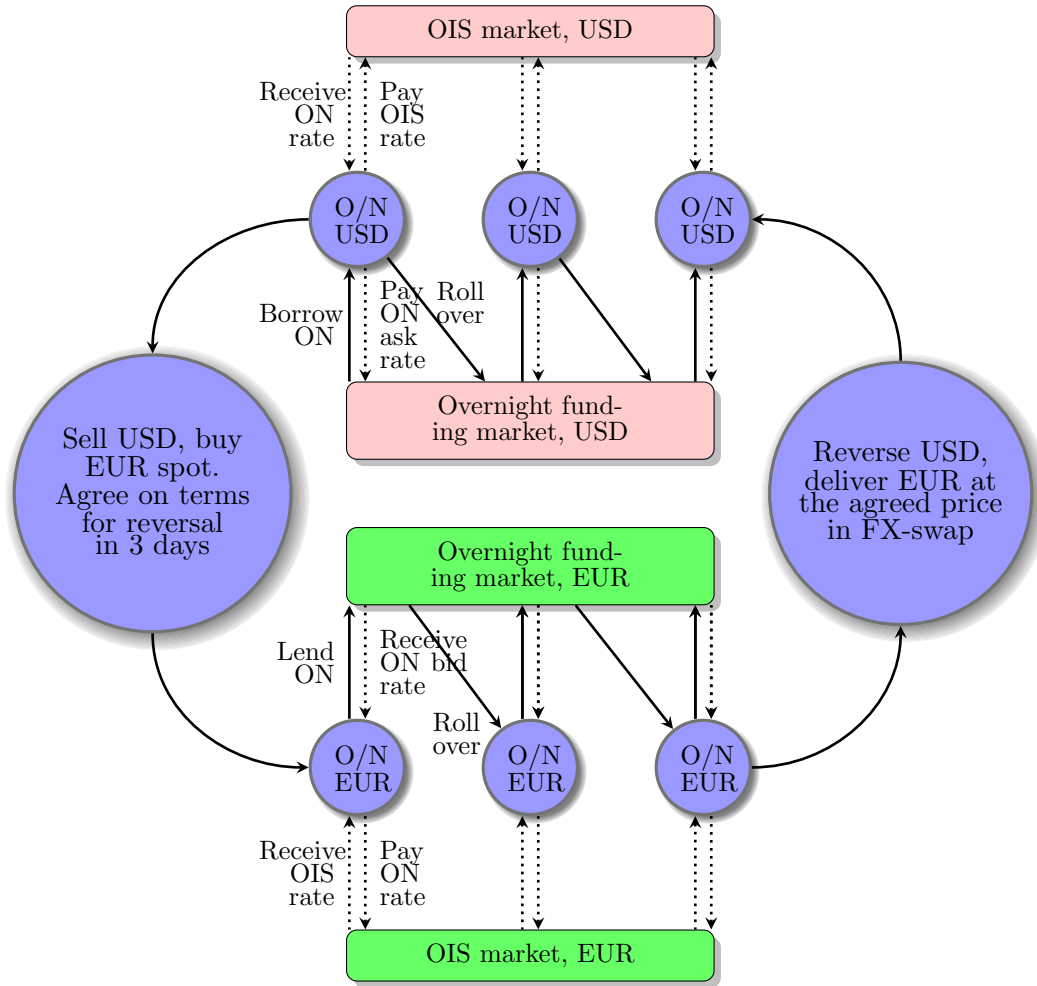 OIS market, USD
Receive
ON
rate
Pay
OIS
rate
O/N
USD
O/N
USD
O/N
USD
Borrow
ON
Pay
ON
ask
rate
Roll
over
Overnight fund-
ing market, USD
Sell USD, buy
EUR spot.
Agree on terms
for reversal
in 3 days
Reverse USD,
deliver EUR at
the agreed price
in FX-swap
Overnight fund-
ing market, EUR
Lend
ON
Receive
ON bid
rate
Roll
over
O/N
EUR
O/N
EUR
O/N
EUR
Receive
OIS
rate
Pay
ON
rate
OIS market, EUR